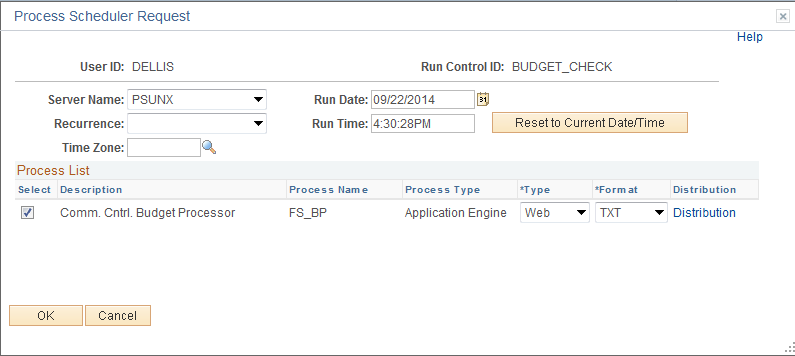 Process Scheduler Request
Help
User ID: DELLIS Run Control ID: BUDGET_CHECK
Server Name: PSUNX Run Date: 09/22/2014 31
Recurrence: Run Time: 4:30:28PM Reset to Current Date/Time
Time Zone:
Process List
Select Description Process Name Process Type *Type *Format Distribution
Comm. Cntrl. Budget Processor FS_BP Application Engine Web TXT Distribution
OK Cancel